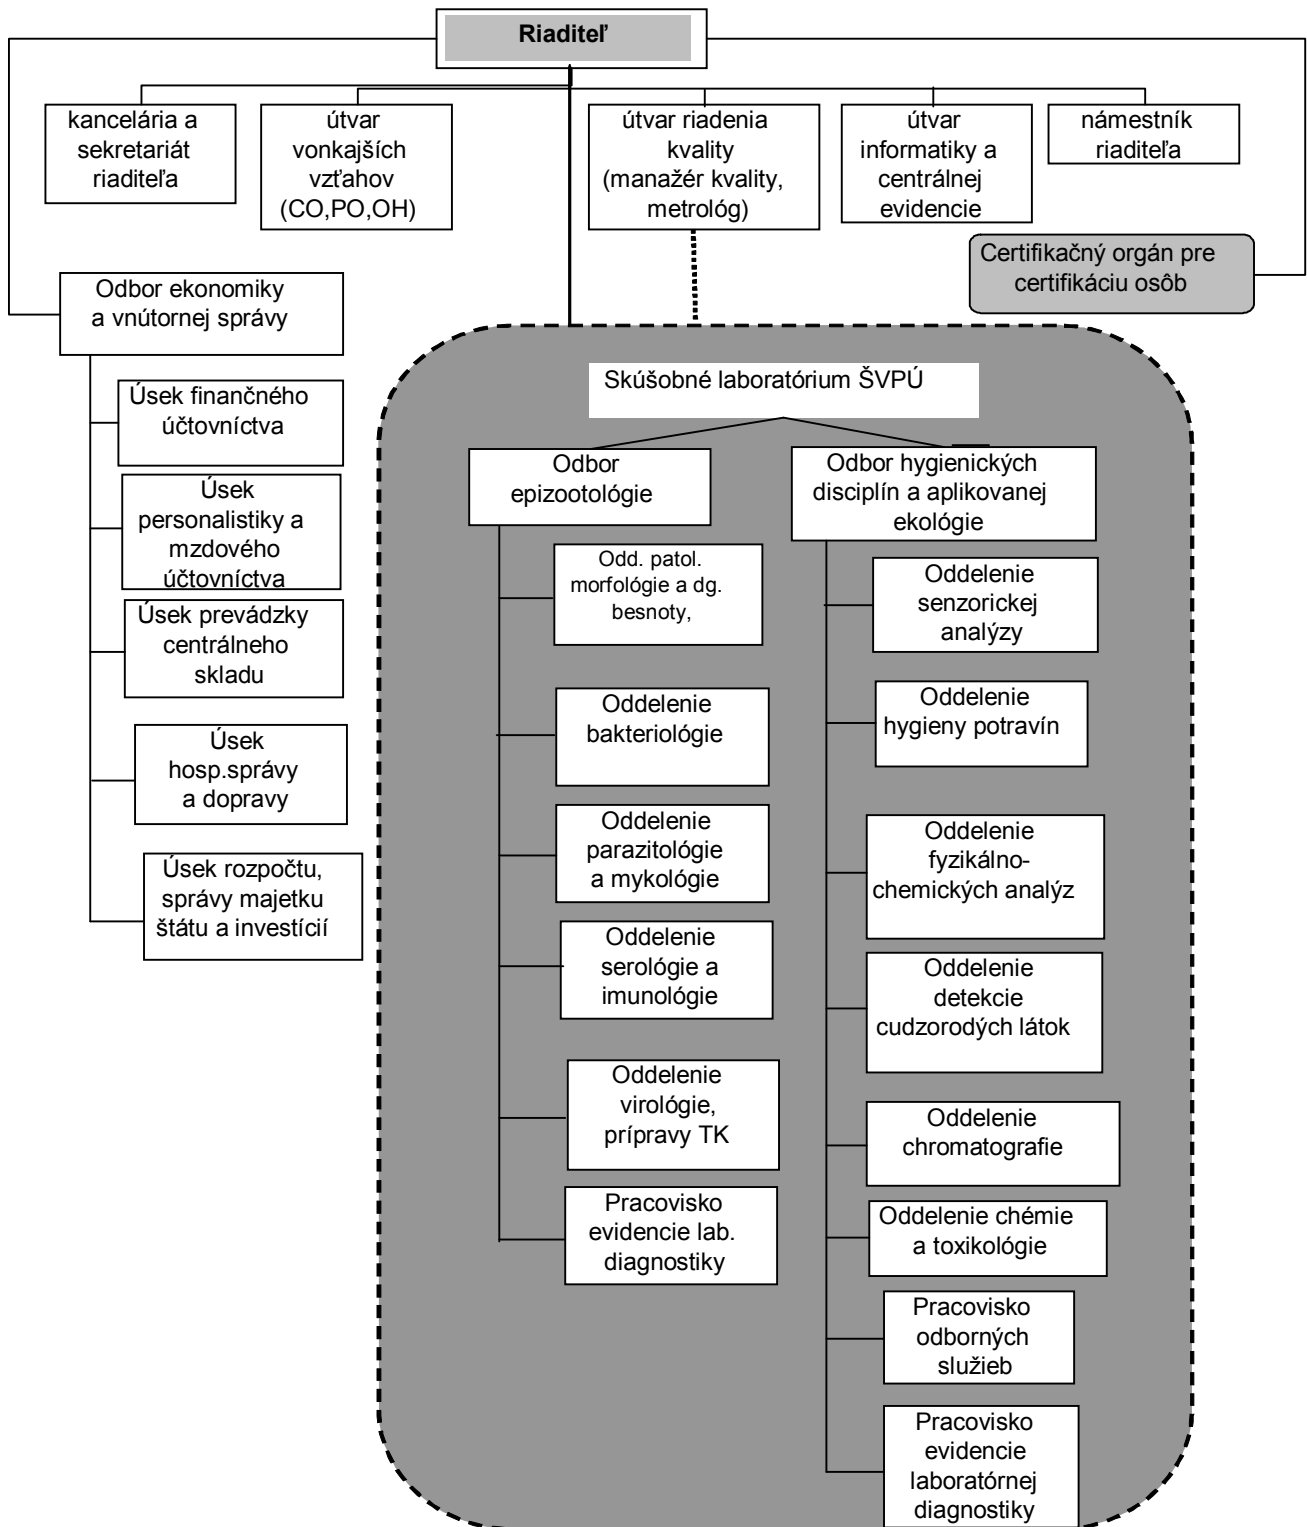 Riaditeľ
kancelária a
sekretariát
riaditeľa
útvar
vonkajších
vzťahov
(CO,PO,OH)
útvar riadenia
kvality
(manažér kvality,
metrológ)
útvar
informatiky a
centrálnej
evidencie
námestník
riaditeľa
Certifikačný orgán pre
certifikáciu osôb
Odbor ekonomiky
a vnútornej správy
Úsek finančného
účtovníctva
Úsek
personalistiky a
mzdového
účtovníctva
Úsek prevádzky
centrálneho
skladu
Úsek
hosp.správy
a dopravy
Úsek rozpočtu,
správy majetku
štátu a investícií
Skúšobné laboratórium ŠVPÚ
Odbor
epizootológie
Odd. patol.
morfológie a dg.
besnoty,
Oddelenie
bakteriológie
Oddelenie
parazitológie
a mykológie
Oddelenie
serológie a
imunológie
Oddelenie
virológie,
prípravy TK
Pracovisko
evidencie lab.
diagnostiky
Odbor hygienických
disciplín a aplikovanej
ekológie
Oddelenie
senzorickej
analýzy
Oddelenie
hygieny potravín
Oddelenie
fyzikálno-
chemických analýz
Oddelenie
detekcie
cudzorodých látok
Oddelenie
chromatografie
Oddelenie chémie
a toxikológie
Pracovisko
odborných
služieb
Pracovisko
evidencie
laboratórnej
diagnostiky